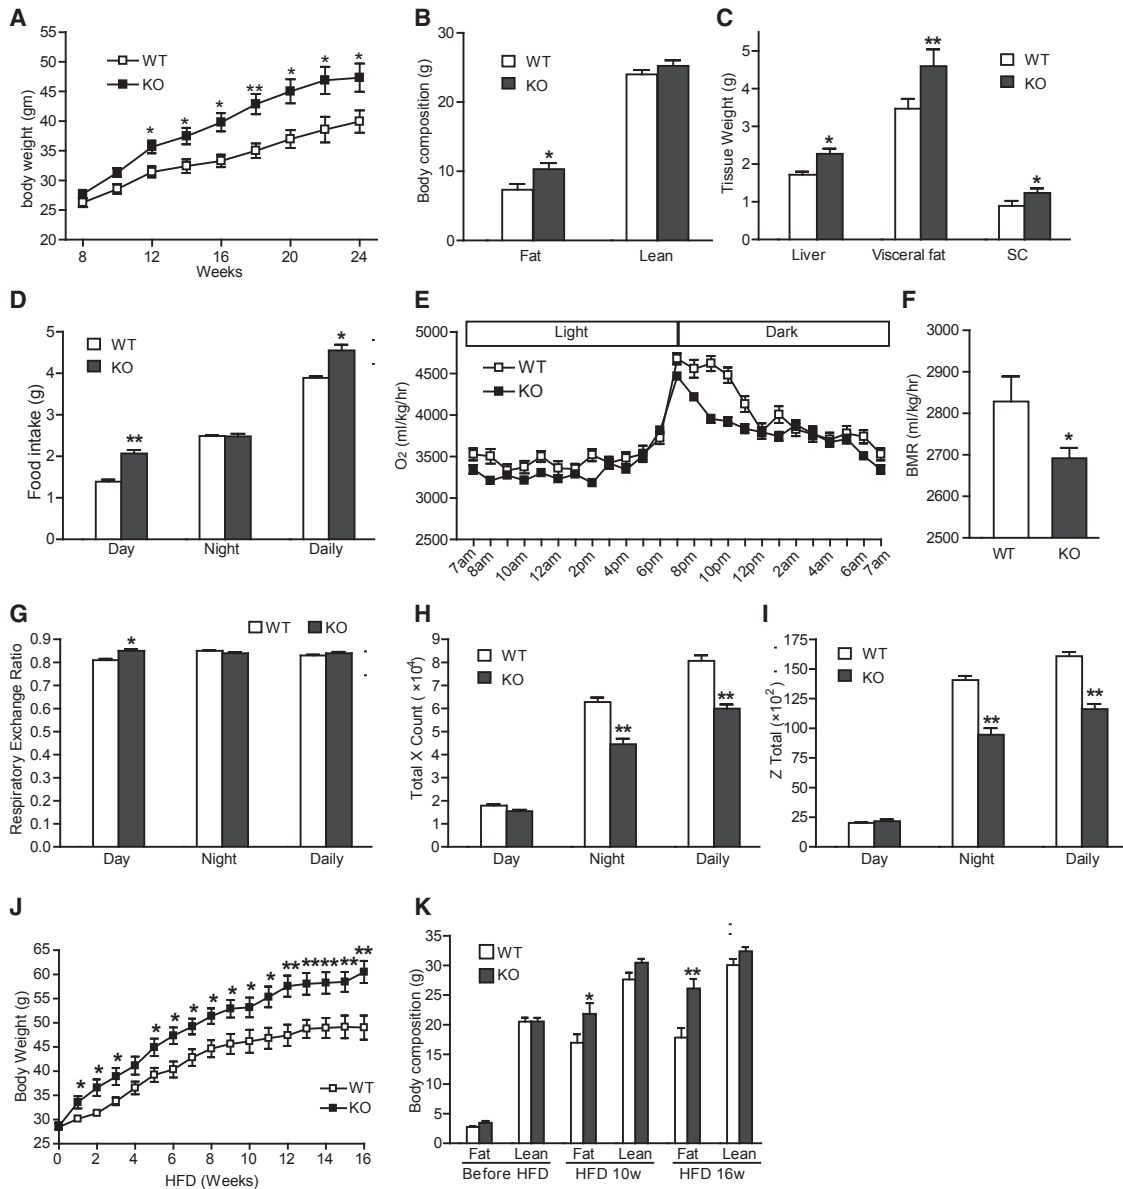 A
55
50
45
40
35
30
25
20
body weight (gm)
WT
KO
* * * ** * * *
8 12 16 20 24
Weeks
B
30
20
10
0
Body composition (g)
WT
KO
*
Fat Lean
C
5
4
3
2
1
0
Tissue Weight (g)
WT
KO
* ** *
Liver Visceral fat SC
D
5
4
3
2
1
0
Food intake (g)
WT
KO
** *
Day Night Daily
E
Light Dark
5000
4500
4000
3500
3000
2500
O2 (ml/kg/hr)
WT
KO
7am 8am 10am 12am 2pm 4pm 6pm 8pm 10pm 12pm 2am 4am 6am 7am
F
3000
2900
2800
2700
2600
2500
BMR (ml/kg/hr)
*
WT KO
G
WT KO
0.9
0.8
0.7
0.6
0.5
0.4
0.3
0.2
0.1
0.0
Respiratory Exchange Ratio
*
Day Night Daily
H
9
8
7
6
5
4
3
2
1
0
Total X Count ( ×10⁴)
WT
KO
** **
Day Night Daily
I
175
150
125
100
75
50
25
0
Z Total (×10²)
WT
KO
** **
Day Night Daily
J
65
60
55
50
45
40
35
30
25
Body Weight (g)
* * * * * * * * * * ** ** ** ** **
WT
KO
0 2 4 6 8 10 12 14 16
HFD (Weeks)
K
35
30
25
20
15
10
5
0
Body composition (g)
WT
KO
* **
Fat Lean Fat Lean Fat Lean
Before HFD HFD 10w HFD 16w